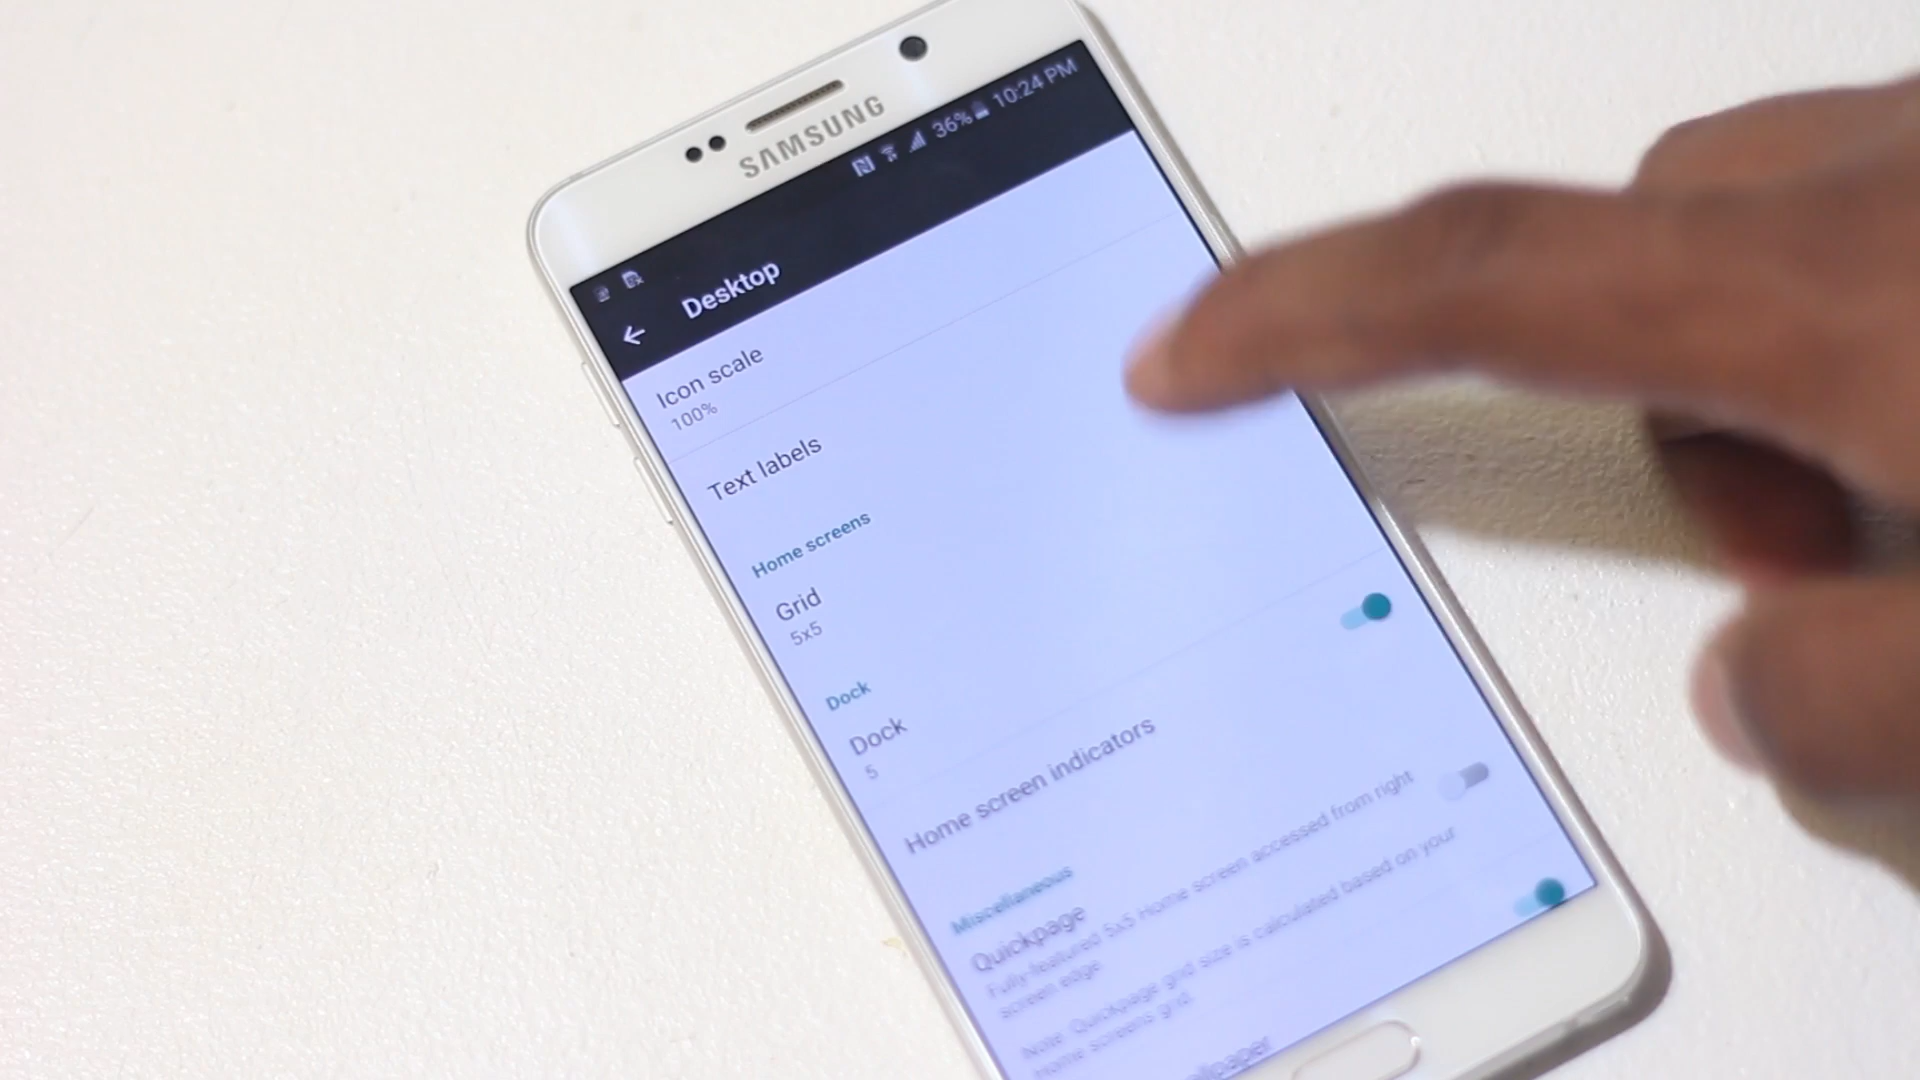 SAMSUNG
36% 10:24 PM
Desktop
Icon scale
100%
Text labels
Home screens
Grid
5x5
Dock
Dock
5
Home screen indicators
Miscellaneous
Quickpage
Fully-featured 5x5 Home screen accessed from right
screen edge
Note: Quickpage grid size is calculated based on your
Home screens grid.